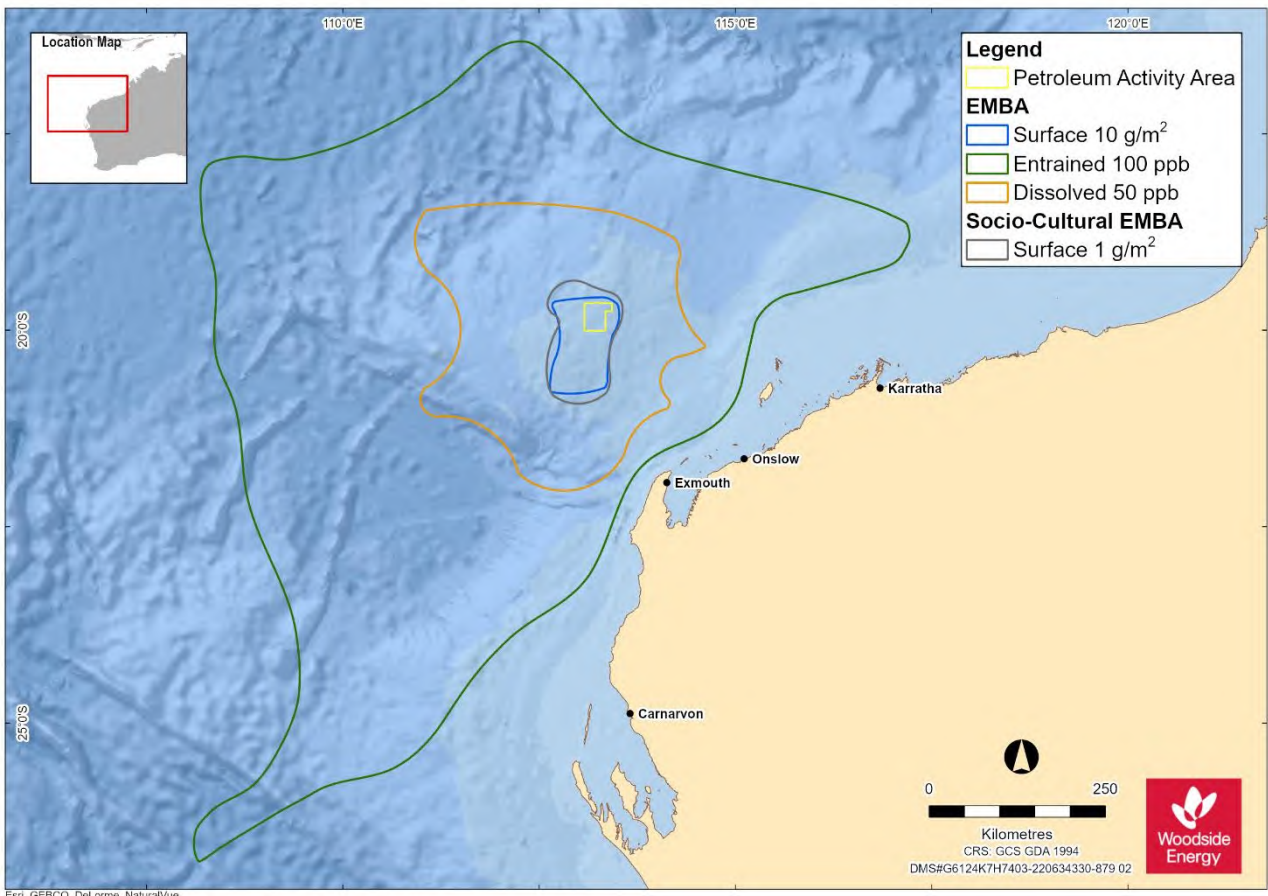 110°0'E
115°0'E
120°0'E
Location Map
Legend
Petroleum Activity Area
EMBA
Surface 10 g/m²
Entrained 100 ppb
Dissolved 50 ppb
Socio-Cultural EMBA
Surface 1 g/m²
20°0'S
Karratha
Onslow
Exmouth
25°0'S
Carnarvon
0 250
Kilometres
CRS: GCS GDA 1994
DMS#G6124K7H7403-220634330-879 02
Woodside
Energy
Esri, GEBCO, DeLorme, NaturalVue